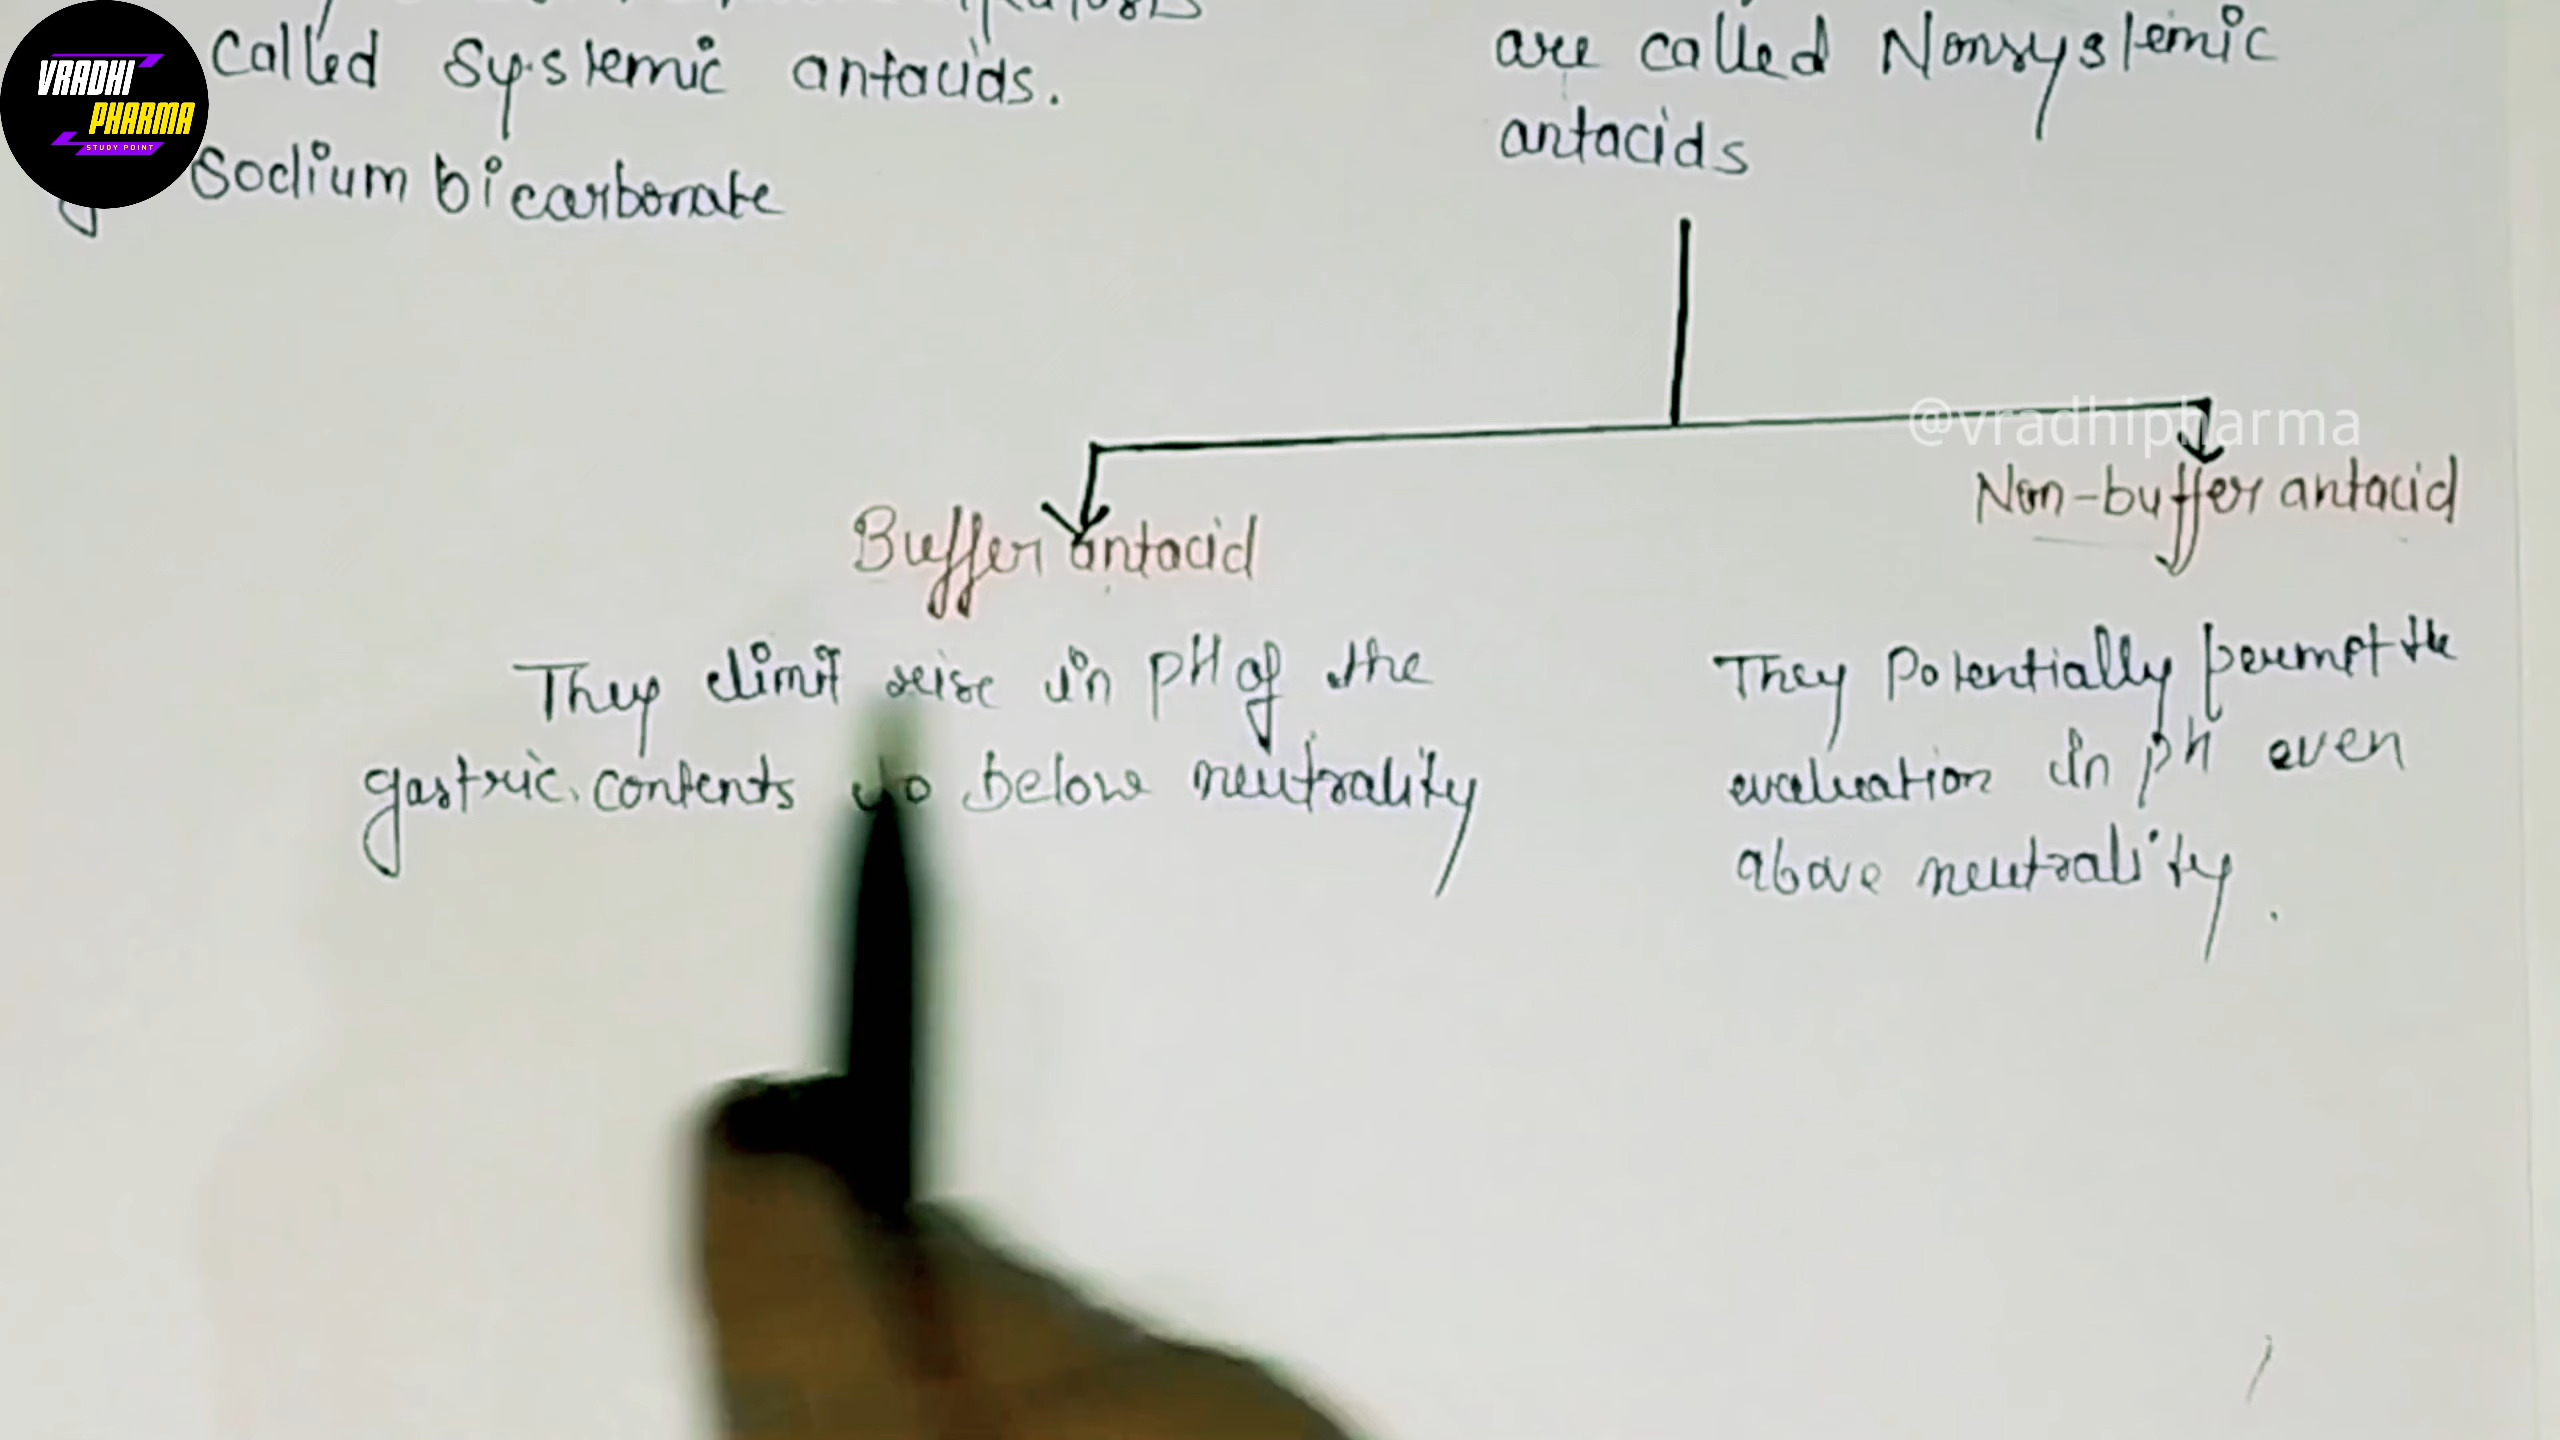 called Systemic antacids.
Sodium bicarbonate
are called Nonsystemic
antacids
Buffer antacid
They limit reise in pH of the
gastric contents to below neutrality
Non-buffer antacid
They Potentially permit the
evaluation in pH even
above neutrality.
VRADHI
PHARMA
STUDY POINT
@vradhipharma